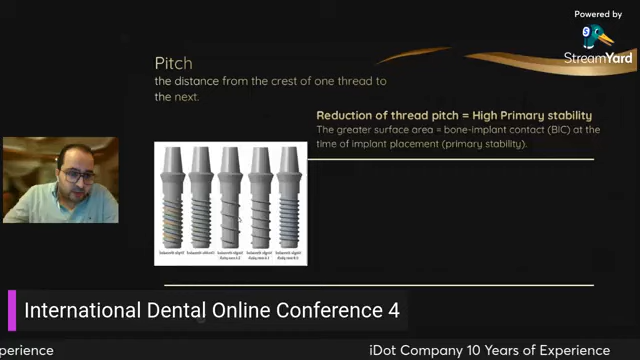 Powered by
StreamYard
Pitch
the distance from the crest of one thread to
the next.
Reduction of thread pitch = High Primary stability
The greater surface area = bone-implant contact (BIC) at the
time of implant placement (primary stability).
International Dental Online Conference 4
xperience
iDot Company 10 Years of Experience